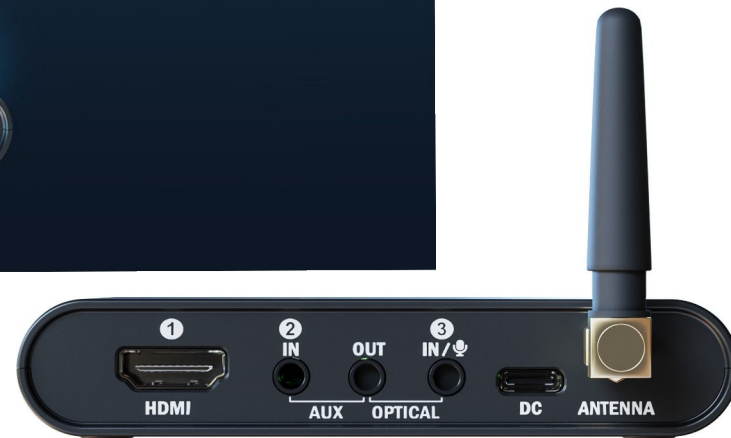 1
2
3
IN
OUT
IN/
HDMI
AUX
OPTICAL
DC
ANTENNA